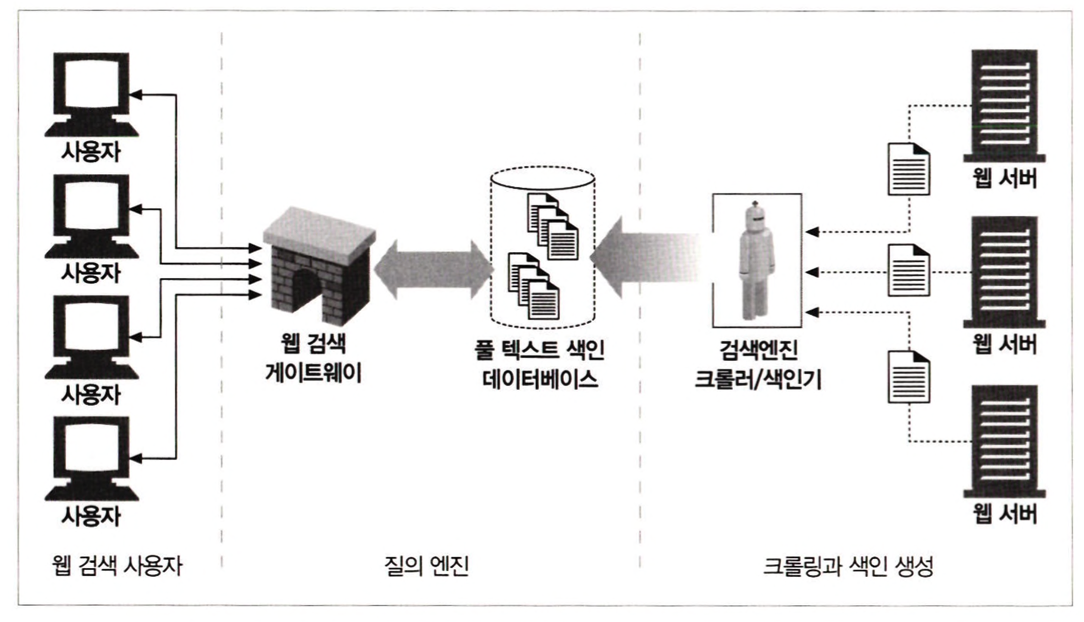 사용자
사용자
사용자
사용자
웹 검색
게이트웨이
풀 텍스트 색인
데이터베이스
검색엔진
크롤러/색인기
웹 서버
웹 서버
웹 서버
웹 검색 사용자
질의 엔진
크롤링과 색인 생성